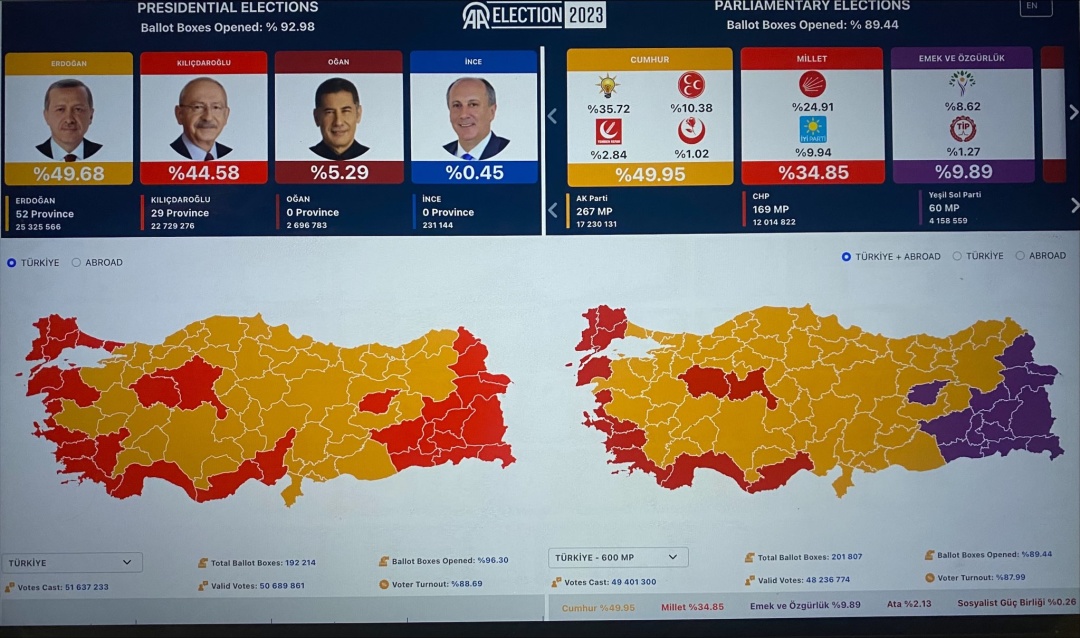 PRESIDENTIAL ELECTIONS
Ballot Boxes Opened: % 92.98
AA ELECTION 2023
PARLIAMENTARY ELECTIONS
Ballot Boxes Opened: % 89.44
EN
ERDOĞAN
%49.68
KILIÇDAROĞLU
%44.58
OĞAN
%5.29
İNCE
%0.45
ERDOĞAN
52 Province
25 325 566
KILIÇDAROĞLU
29 Province
22 729 276
OĞAN
0 Province
2 696 783
İNCE
0 Province
231 144
CUMHUR
%35.72
%10.38
%2.84
%1.02
%49.95
MİLLET
%24.91
İYİ PARTİ
%9.94
%34.85
EMEK VE ÖZGÜRLÜK
%8.62
TİP
%1.27
%9.89
AK Parti
267 MP
17 230 131
CHP
169 MP
12 014 822
Yeşil Sol Parti
60 MP
4 158 559
TÜRKİYE
ABROAD
TÜRKİYE + ABROAD
TÜRKİYE
ABROAD
TÜRKİYE
Total Ballot Boxes: 192 214
Ballot Boxes Opened: %96.30
Votes Cast: 51 637 233
Valid Votes: 50 689 861
Voter Turnout: %88.69
TÜRKİYE - 600 MP
Total Ballot Boxes: 201 807
Ballot Boxes Opened: %89.44
Votes Cast: 49 401 300
Valid Votes: 48 236 774
Voter Turnout: %87.99
Cumhur %49.95
Millet %34.85
Emek ve Özgürlük %9.89
Ata %2.13
Sosyalist Güç Birliği %0.26